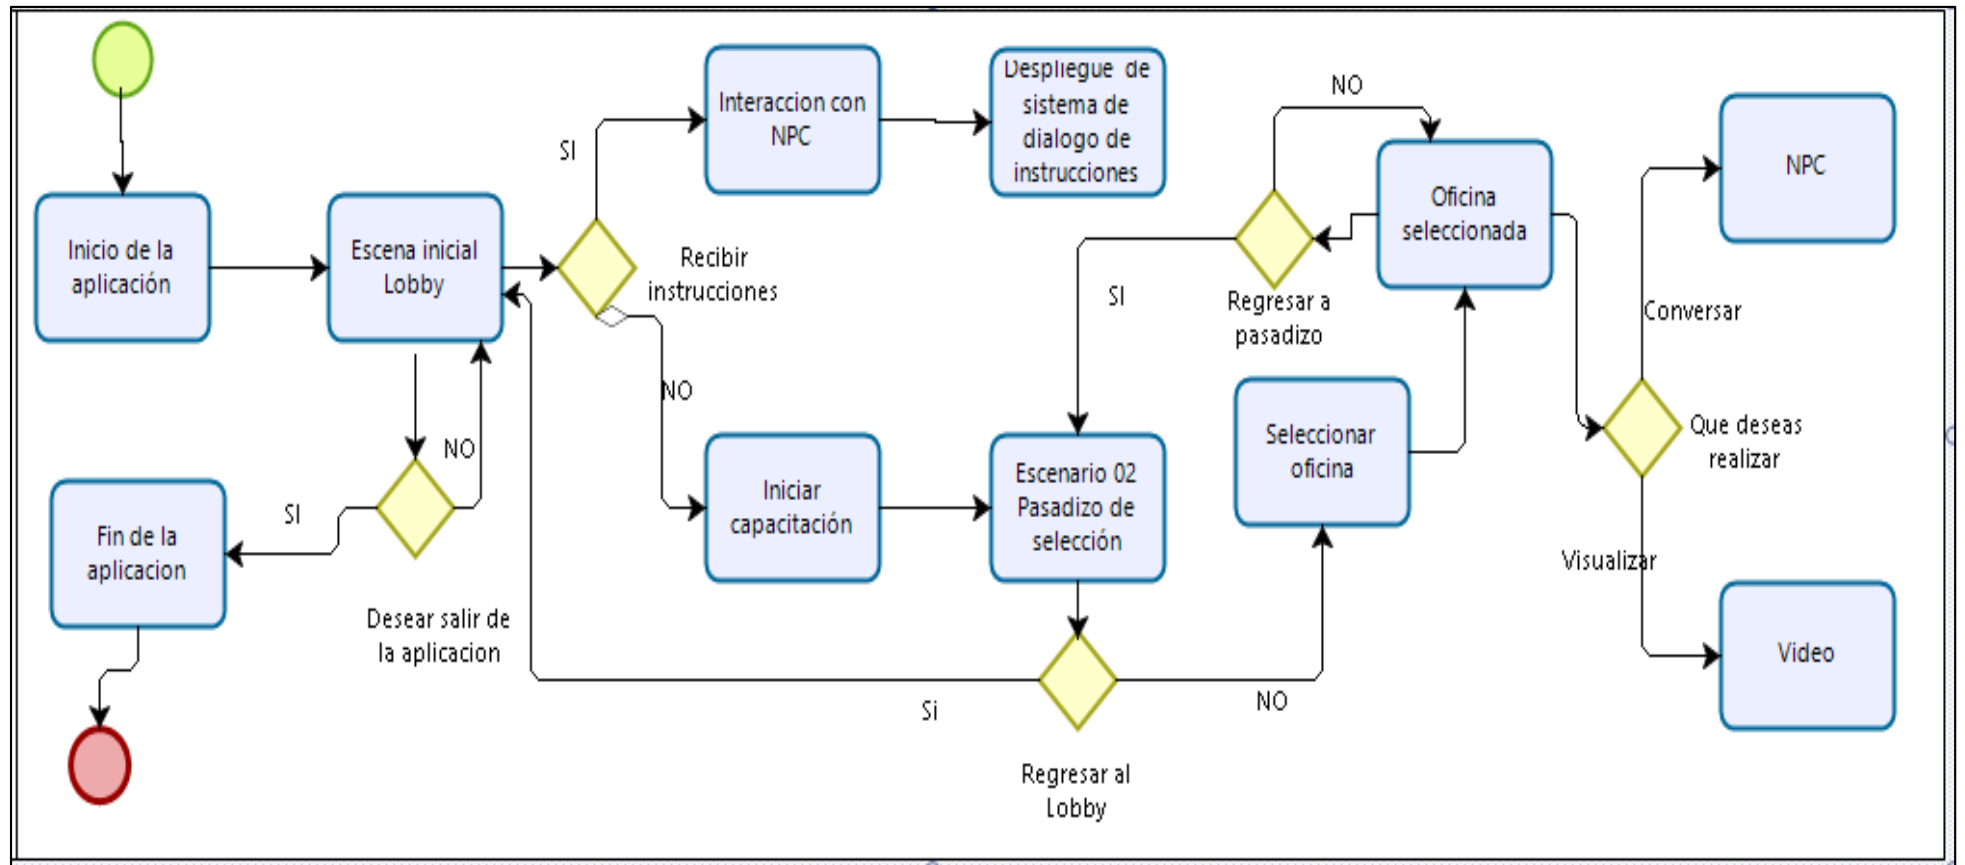 Inicio de la
aplicación
Escena inicial
Lobby
SI
Interaccion con
NPC
Despliegue de
sistema de
dialogo de
instrucciones
Recibir
instrucciones
NO
Iniciar
capacitación
Escenario 02
Pasadizo de
selección
NO
Oficina
seleccionada
Regresar a
pasadizo
SI
Seleccionar
oficina
NPC
Conversar
Que deseas
realizar
Visualizar
Video
NO
SI
Fin de la
aplicacion
Desear salir de
la aplicacion
Si
NO
Regresar al
Lobby